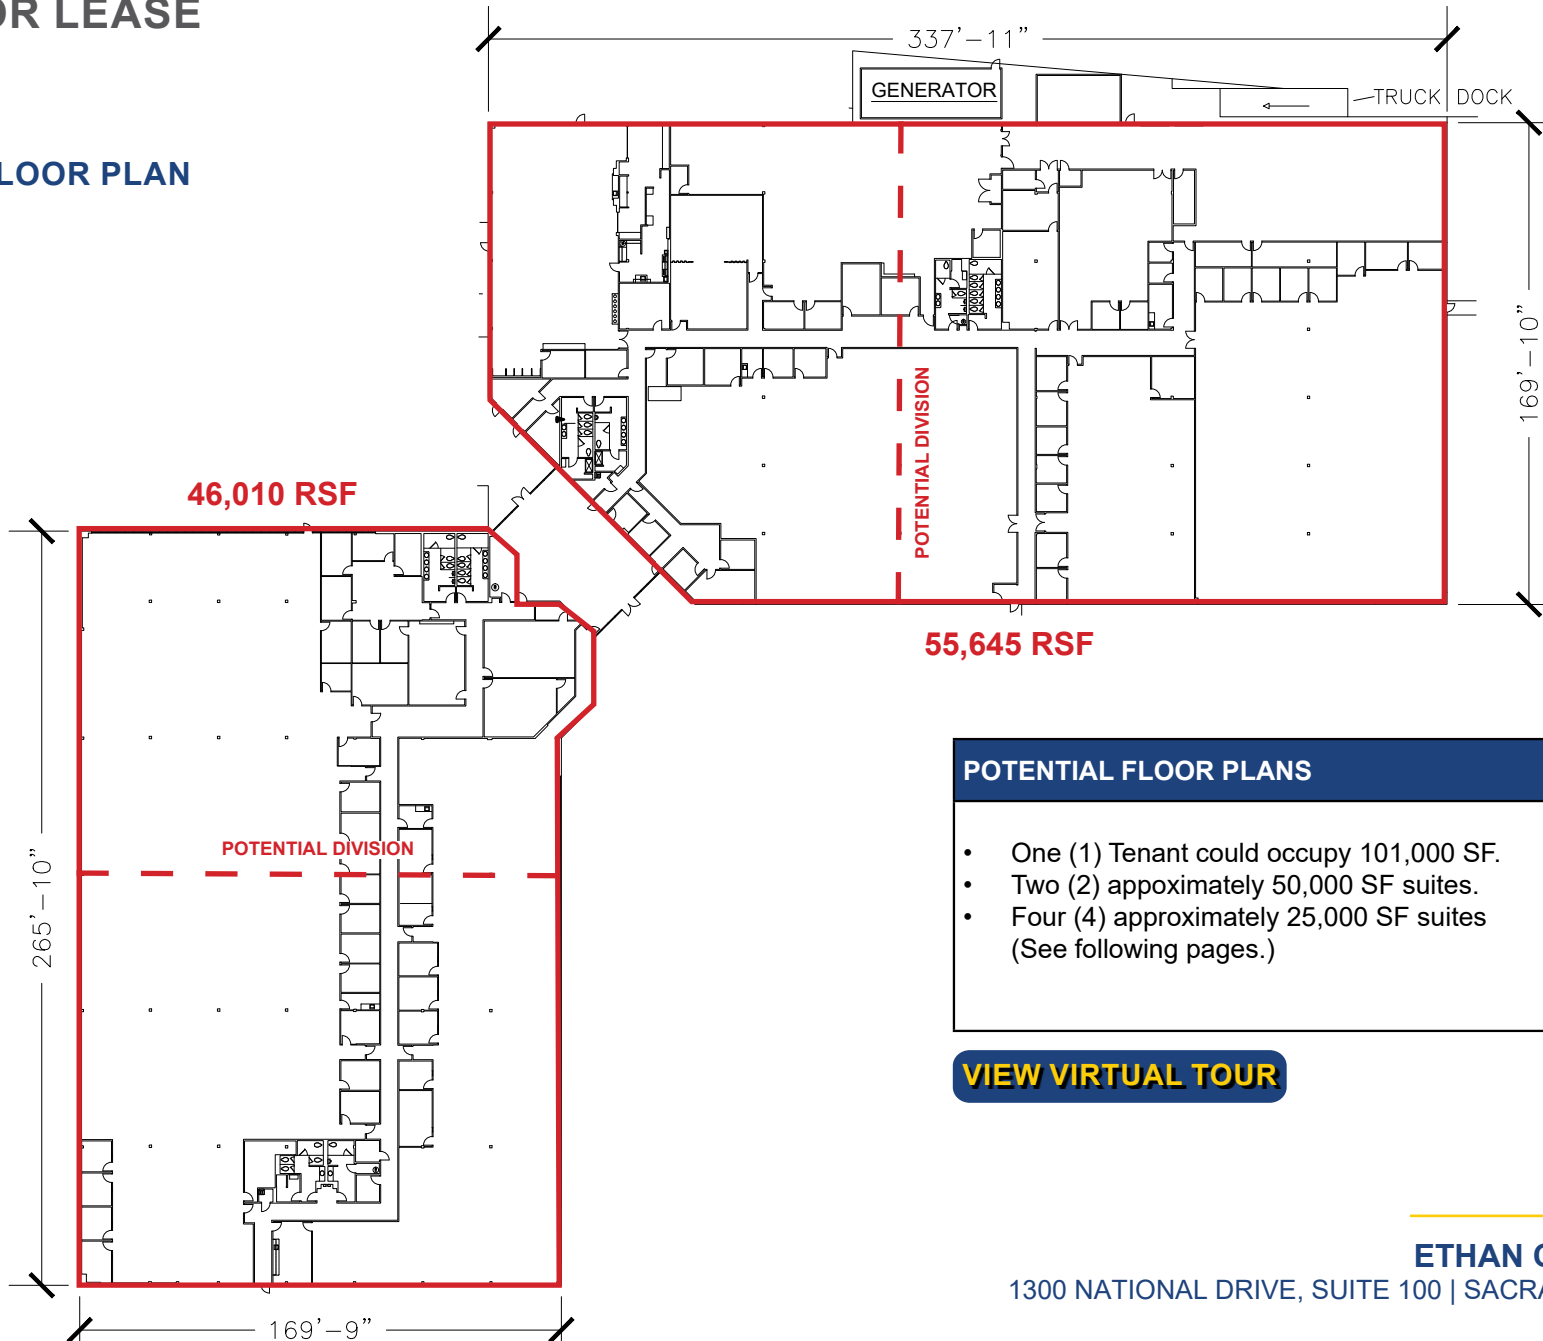 OR LEASE
337'-11"
GENERATOR
TRUCK DOCK
LOOR PLAN
169'-10"
POTENTIAL DIVISION
46,010 RSF
55,645 RSF
POTENTIAL FLOOR PLANS
POTENTIAL DIVISION
• One (1) Tenant could occupy 101,000 SF.
• Two (2) appoximately 50,000 SF suites.
• Four (4) approximately 25,000 SF suites
(See following pages.)
265'-10"
VIEW VIRTUAL TOUR
ETHAN
1300 NATIONAL DRIVE, SUITE 100 | SACRA
169'-9"